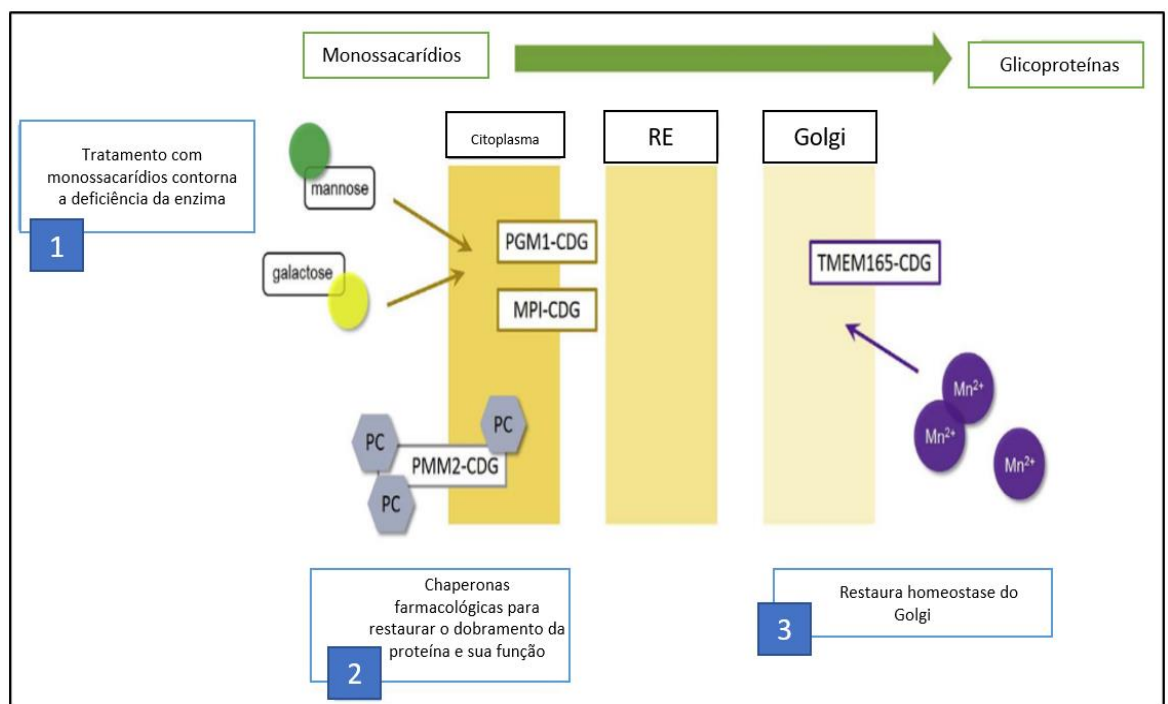 Monossacarídios
Glicoproteínas
Citoplasma
RE
Golgi
Tratamento com
monossacarídios contorna
a deficiência da enzima
1
mannose
galactose
PGM1-CDG
MPI-CDG
TMEM165-CDG
Mn2+
Mn2+
Mn2+
PC
PC
PC
PMM2-CDG
Chaperonas
farmacológicas para
restaurar o dobramento da
proteína e sua função
2
Restaura homeostase do
Golgi
3